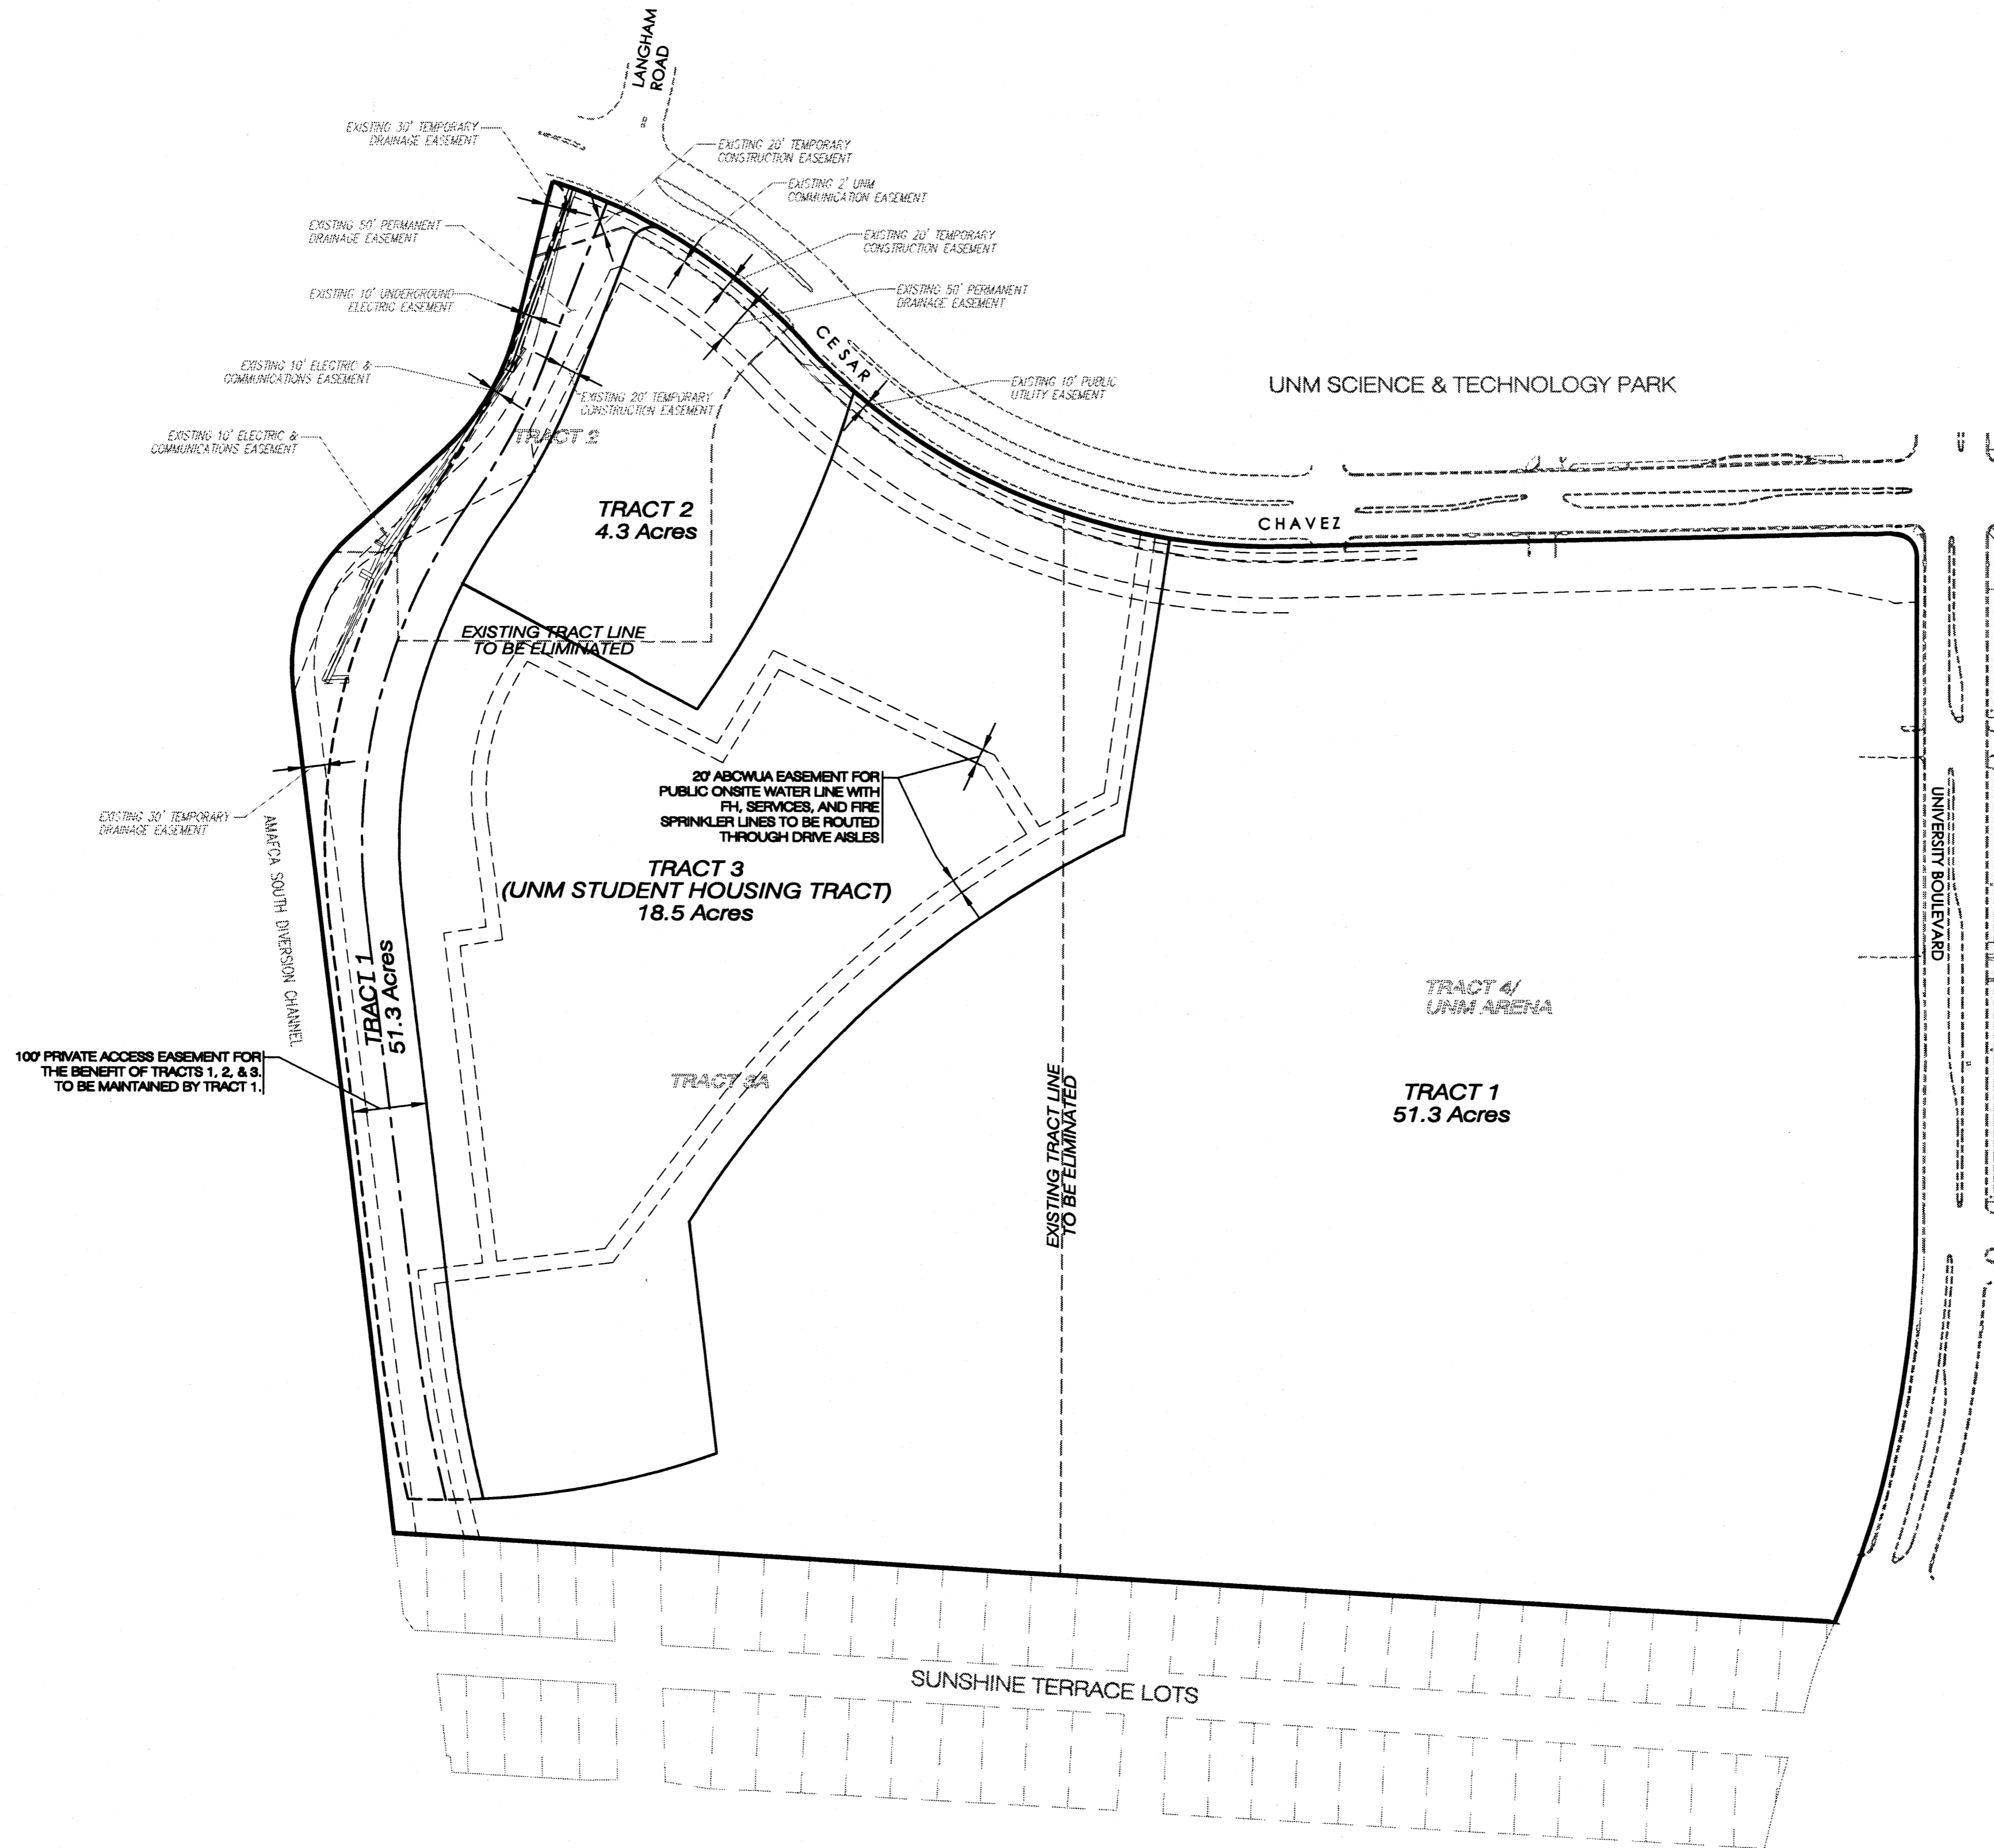 LANGHAM
ROAD
EXISTING 30' TEMPORARY
DRAINAGE EASEMENT
EXISTING 20' TEMPORARY
CONSTRUCTION EASEMENT
EXISTING 2' UNM
COMMUNICATION EASEMENT
EXISTING 50' PERMANENT
DRAINAGE EASEMENT
EXISTING 20' TEMPORARY
CONSTRUCTION EASEMENT
EXISTING 10' UNDERGROUND
ELECTRIC EASEMENT
EXISTING 50' PERMANENT
DRAINAGE EASEMENT
CESAR
EXISTING 10' ELECTRIC &
COMMUNICATIONS EASEMENT
EXISTING 20' TEMPORARY
CONSTRUCTION EASEMENT
EXISTING 10' PUBLIC
UTILITY EASEMENT
UNM SCIENCE & TECHNOLOGY PARK
EXISTING 10' ELECTRIC &
COMMUNICATIONS EASEMENT
TRACT 2
TRACT 2
4.3 Acres
CHAVEZ
EXISTING TRACT LINE
TO BE ELIMINATED
20' ABCWUA EASEMENT FOR
PUBLIC ONSITE WATER LINE WITH
FH, SERVICES, AND FIRE
SPRINKLER LINES TO BE ROUTED
THROUGH DRIVE AISLES
EXISTING 30' TEMPORARY
DRAINAGE EASEMENT
AMAFCA SOUTH DIVERSION CHANNEL
UNIVERSITY BOULEVARD
TRACT 3
(UNM STUDENT HOUSING TRACT)
18.5 Acres
TRACT 1
51.3 Acres
TRACT 4/
UNM ARENA
100' PRIVATE ACCESS EASEMENT FOR
THE BENEFIT OF TRACTS 1, 2, & 3.
TO BE MAINTAINED BY TRACT 1.
TRACT 3A
EXISTING TRACT LINE
TO BE ELIMINATED
TRACT 1
51.3 Acres
SUNSHINE TERRACE LOTS